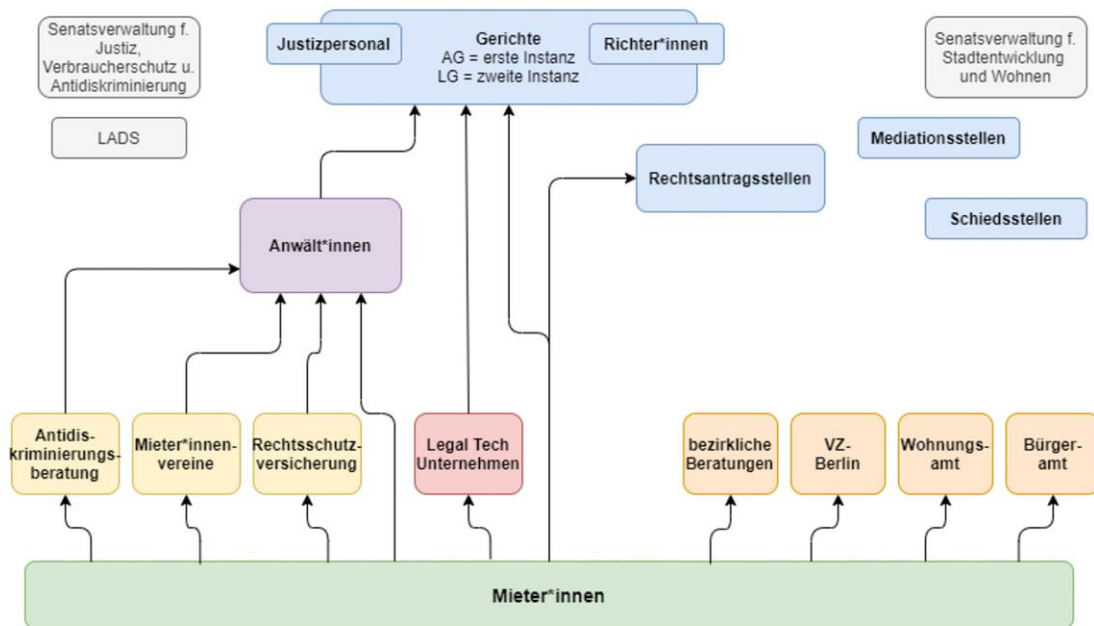 Senatsverwaltung f.
Justiz,
Verbraucherschutz u.
Antidiskriminierung
LADS
Justizpersonal
Gerichte
AG = erste Instanz
LG = zweite Instanz
Richter*innen
Senatsverwaltung f.
Stadtentwicklung
und Wohnen
Mediationsstellen
Rechtsantragsstellen
Schiedsstellen
Anwält*innen
Antidis-
kriminierungs-
beratung
Mieter*innen-
vereine
Rechtsschutz-
versicherung
Legal Tech
Unternehmen
bezirkliche
Beratungen
VZ-
Berlin
Wohnungs-
amt
Bürger-
amt
Mieter*innen